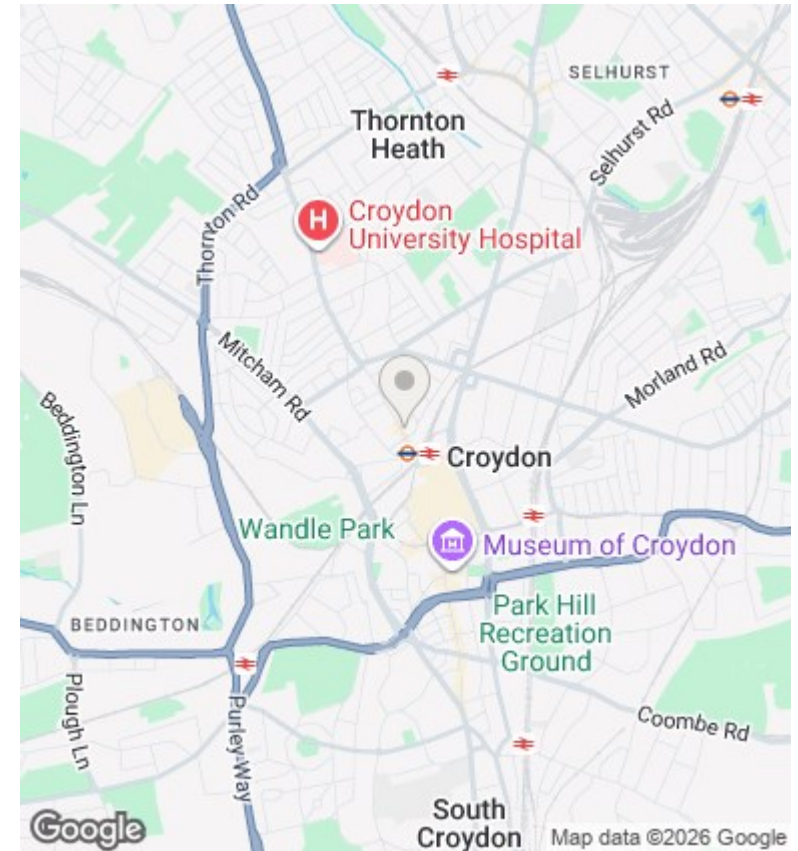 SELHURST
Thornton
Heath
Selhurst Rd
Croydon
University Hospital
Thornton Rd
Mitcham Rd
Morland Rd
Beddington Ln
Croydon
Wandle Park
Museum of Croydon
Park Hill
Recreation
Ground
BEDDINGTON
Plough Ln
Purley Way
Coombe Rd
South
Croydon
Google
Map data ©2026 Google